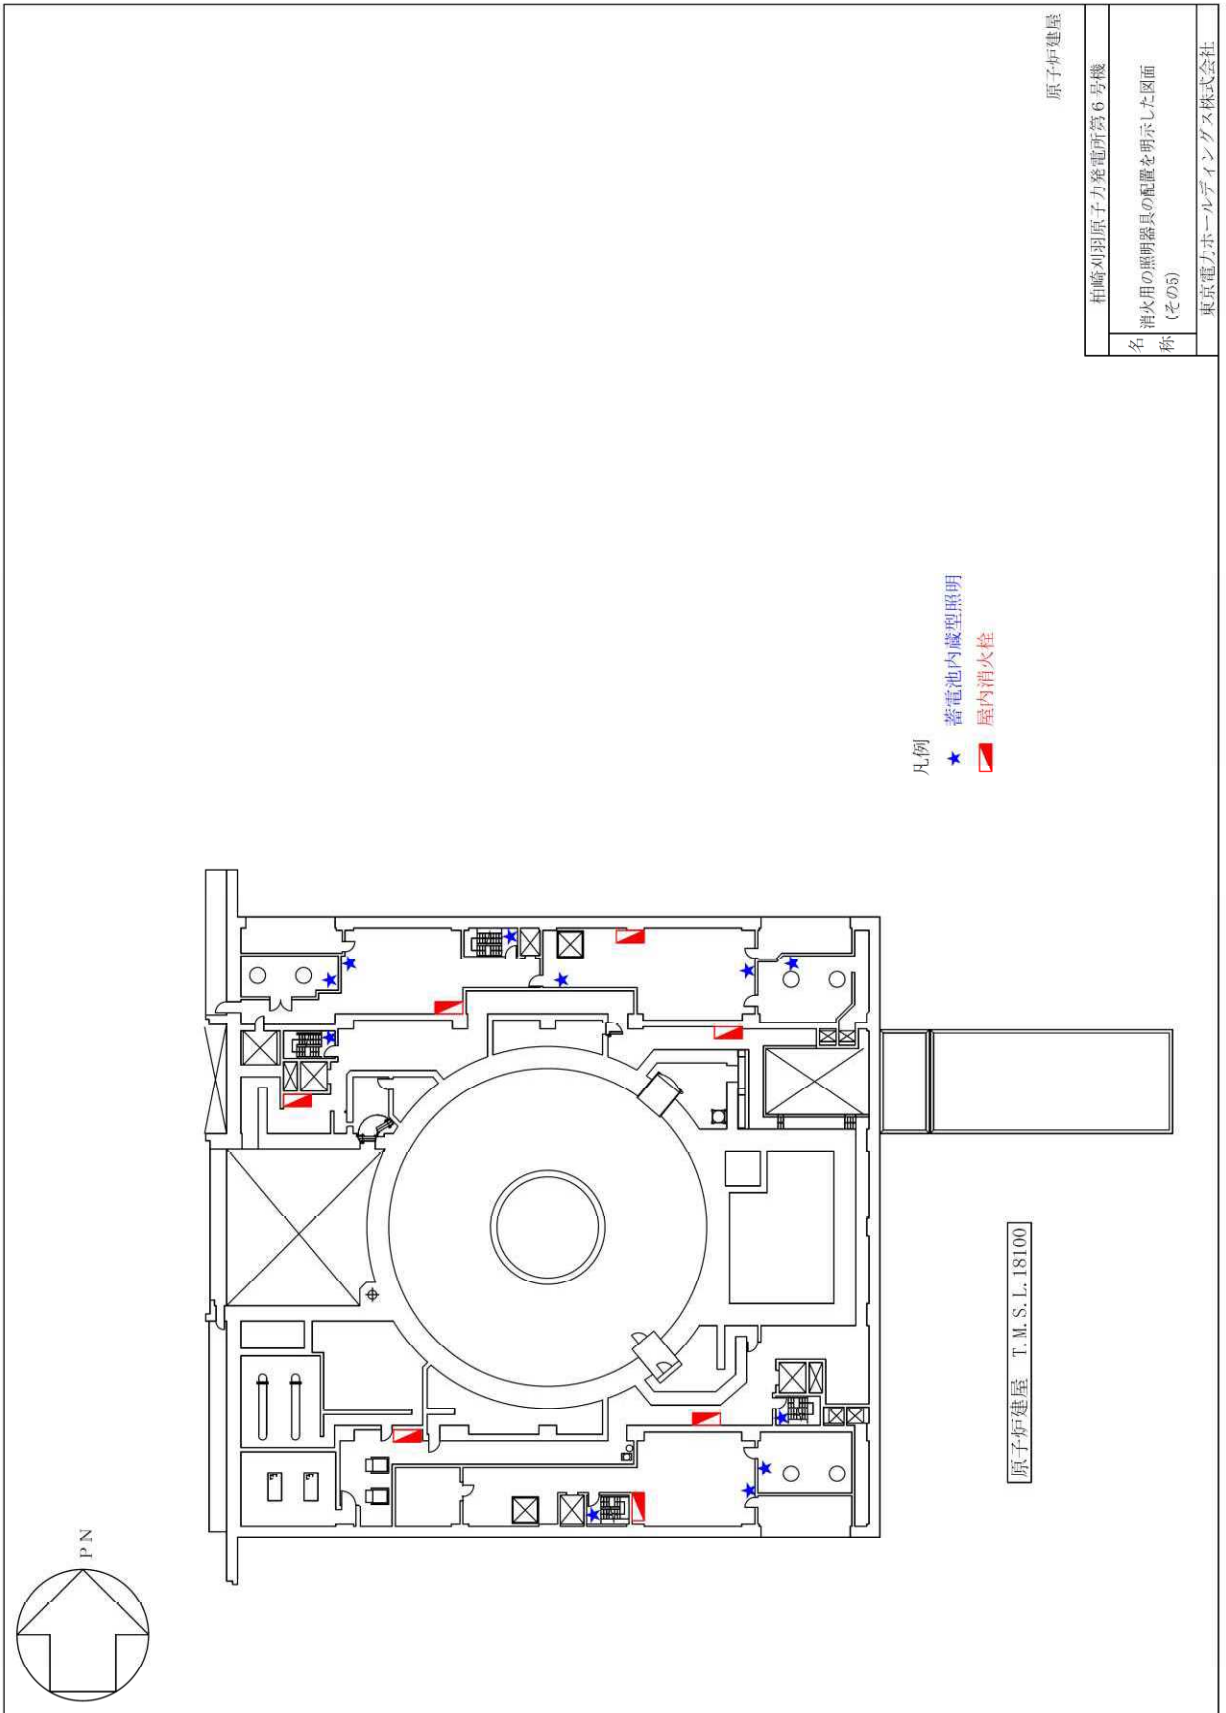 PN
原子炉建屋 T.M.S.L.18100
凡例
★ 蓄電池内蔵型照明
屋内消火栓
原子炉建屋
柏崎刈羽原子力発電所第6号機
名称
消火用の照明器具の配置を明示した図面
(その5)
東京電力ホールディングス株式会社